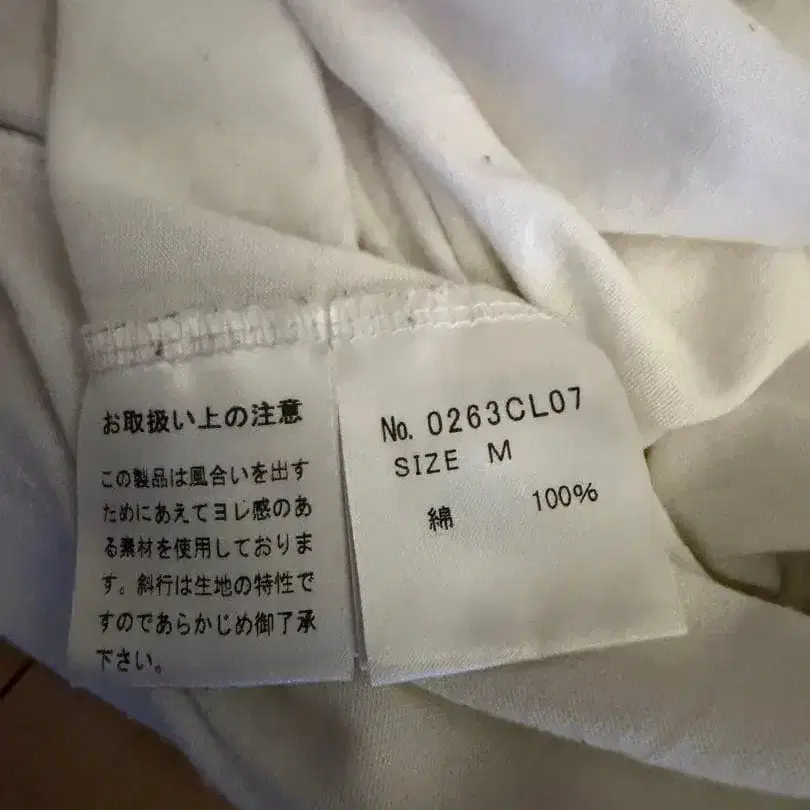 お取扱い上の注意
この製品は風合いを出す
ためにあえてヨレ感のあ
る素材を使用しておりま
す。斜行は生地の特性で
すのであらかじめ御了承
下さい。
No. 0263CL07
SIZE M
綿 100%